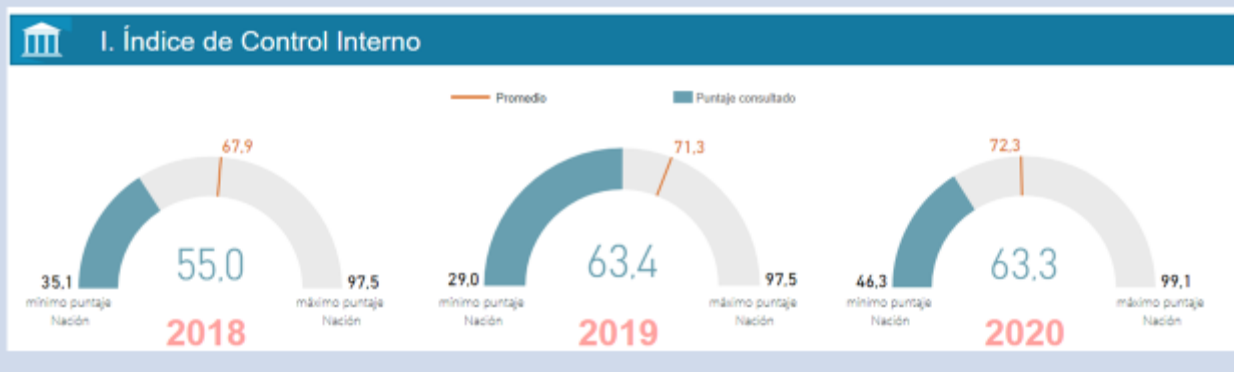 I. Índice de Control Interno
Promedio
Puntaje consultado
67,9
55,0
35,1
mínimo puntaje
Nación
97,5
máximo puntaje
Nación
2018
71,3
63,4
29,0
mínimo puntaje
Nación
97,5
máximo puntaje
Nación
2019
72,3
63,3
46,3
mínimo puntaje
Nación
99,1
máximo puntaje
Nación
2020